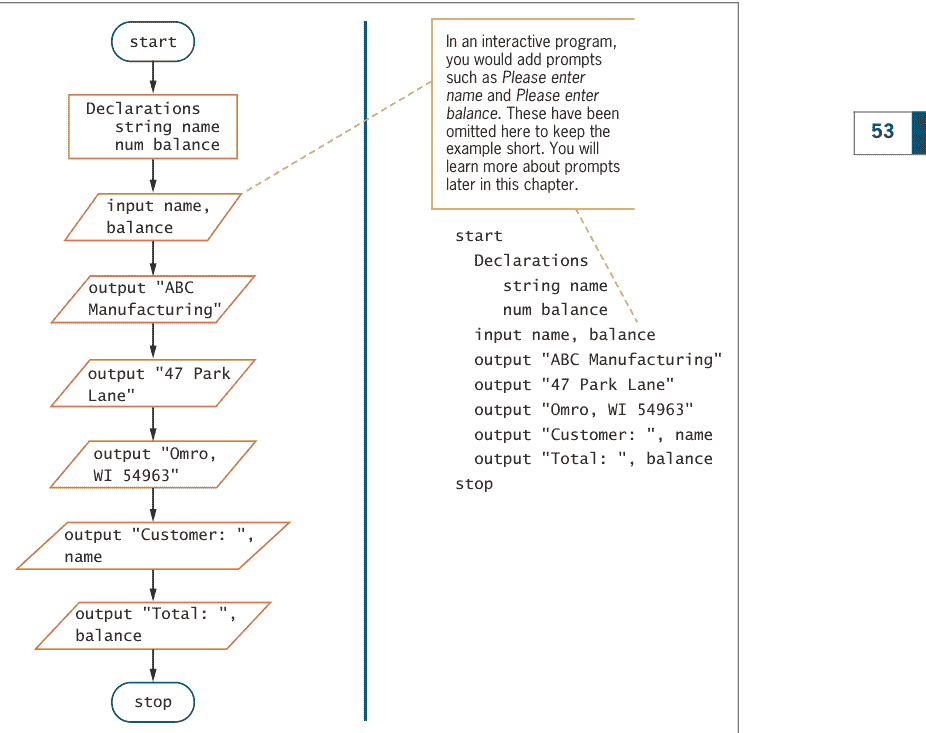 start
Declarations
string name
num balance
input name,
balance
output "ABC
Manufacturing"
output "47 Park
Lane"
output "Omro,
WI 54963"
output "Customer: ",
name
output "Total: ",
balance
stop
In an interactive program,
you would add prompts
such as Please enter
name and Please enter
balance. These have been
omitted here to keep the
example short. You will
learn more about prompts
later in this chapter.
start
Declarations
string name
num balance
input name, balance
output "ABC Manufacturing"
output "47 Park Lane"
output "Omro, WI 54963"
output "Customer: ", name
output "Total: ", balance
stop
53